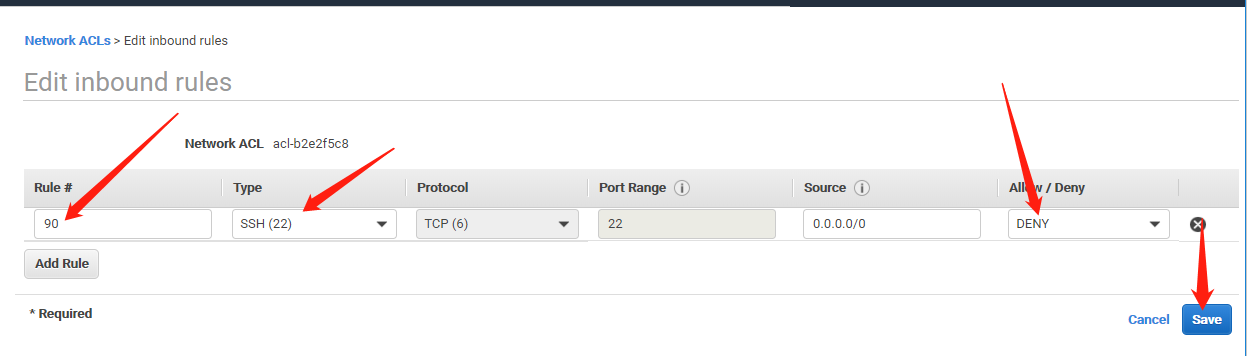 Network ACLs > Edit inbound rules
Edit inbound rules
Network ACL acl-b2e2f5c8
Rule # Type Protocol Port Range i Source i Allow / Deny
90 SSH (22) TCP (6) 22 0.0.0.0/0 DENY
Add Rule
* Required Cancel Save